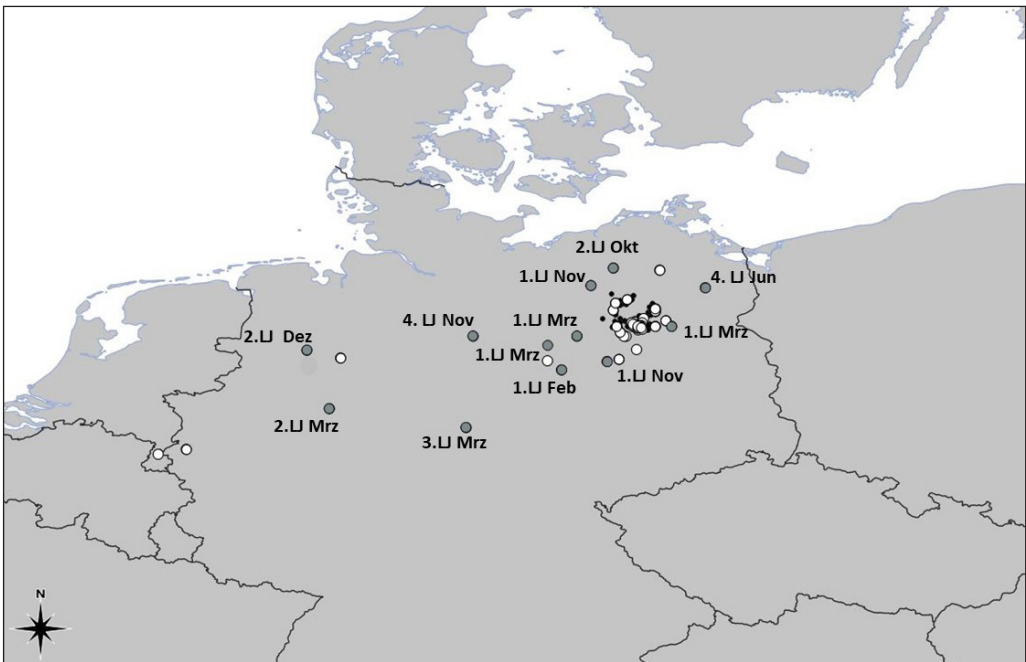 2.LJ Okt
1.LJ Nov
4. LJ Jun
4. LJ Nov
1.LJ Mrz
1.LJ Mrz
2.LJ Dez
1.LJ Mrz
1.LJ Feb
1.LJ Nov
2.LJ Mrz
3.LJ Mrz
N